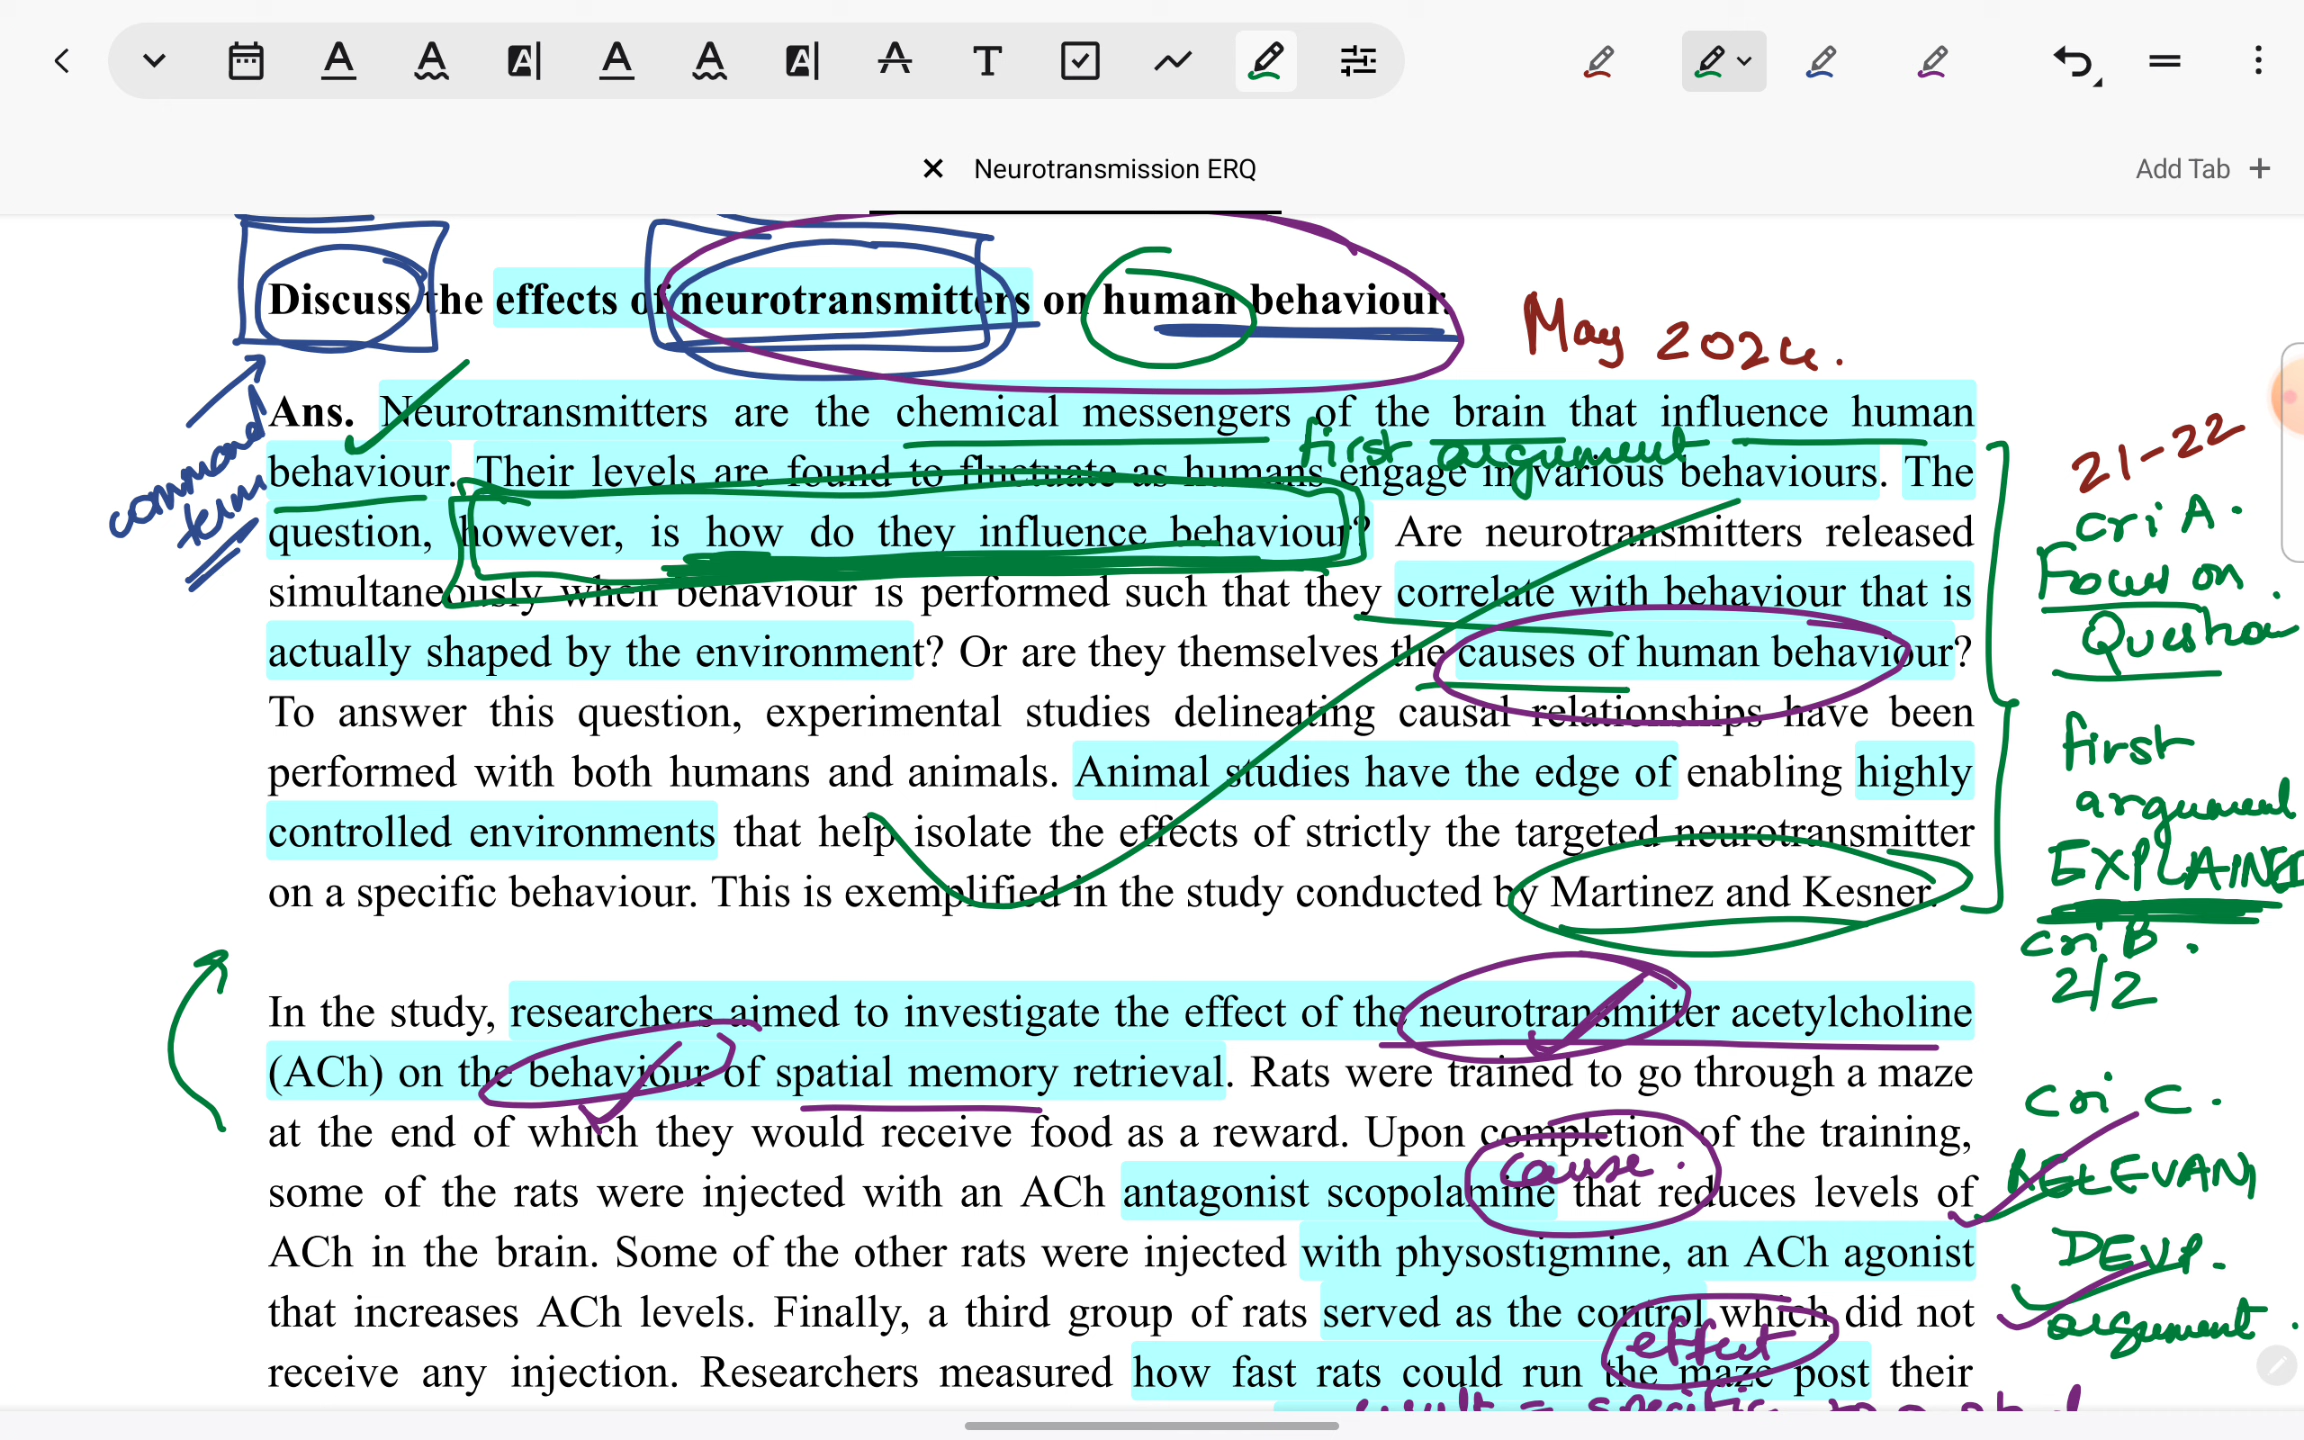 Neurotransmission ERQ
Add Tab +
Discuss the effects of neurotransmitters on human behaviour.
May 2024.
command
term
Ans. Neurotransmitters are the chemical messengers of the brain that influence human
first argument
behaviour. Their levels are found to fluctuate as humans engage in various behaviours. The
question, however, is how do they influence behaviour? Are neurotransmitters released
simultaneously when behaviour is performed such that they correlate with behaviour that is
actually shaped by the environment? Or are they themselves the causes of human behaviour?
To answer this question, experimental studies delineating causal relationships have been
performed with both humans and animals. Animal studies have the edge of enabling highly
controlled environments that help isolate the effects of strictly the targeted neurotransmitter
on a specific behaviour. This is exemplified in the study conducted by Martinez and Kesner.
21-22
cri A.
Focus on
Question
first
argument
EXPLAINED
cri B.
2/2
In the study, researchers aimed to investigate the effect of the neurotransmitter acetylcholine
(ACh) on the behaviour of spatial memory retrieval. Rats were trained to go through a maze
at the end of which they would receive food as a reward. Upon completion of the training,
cause.
some of the rats were injected with an ACh antagonist scopolamine that reduces levels of
ACh in the brain. Some of the other rats were injected with physostigmine, an ACh agonist
that increases ACh levels. Finally, a third group of rats served as the control which did not
effect
receive any injection. Researchers measured how fast rats could run the maze post their
cri C.
RELEVAN
DEVP.
argument.